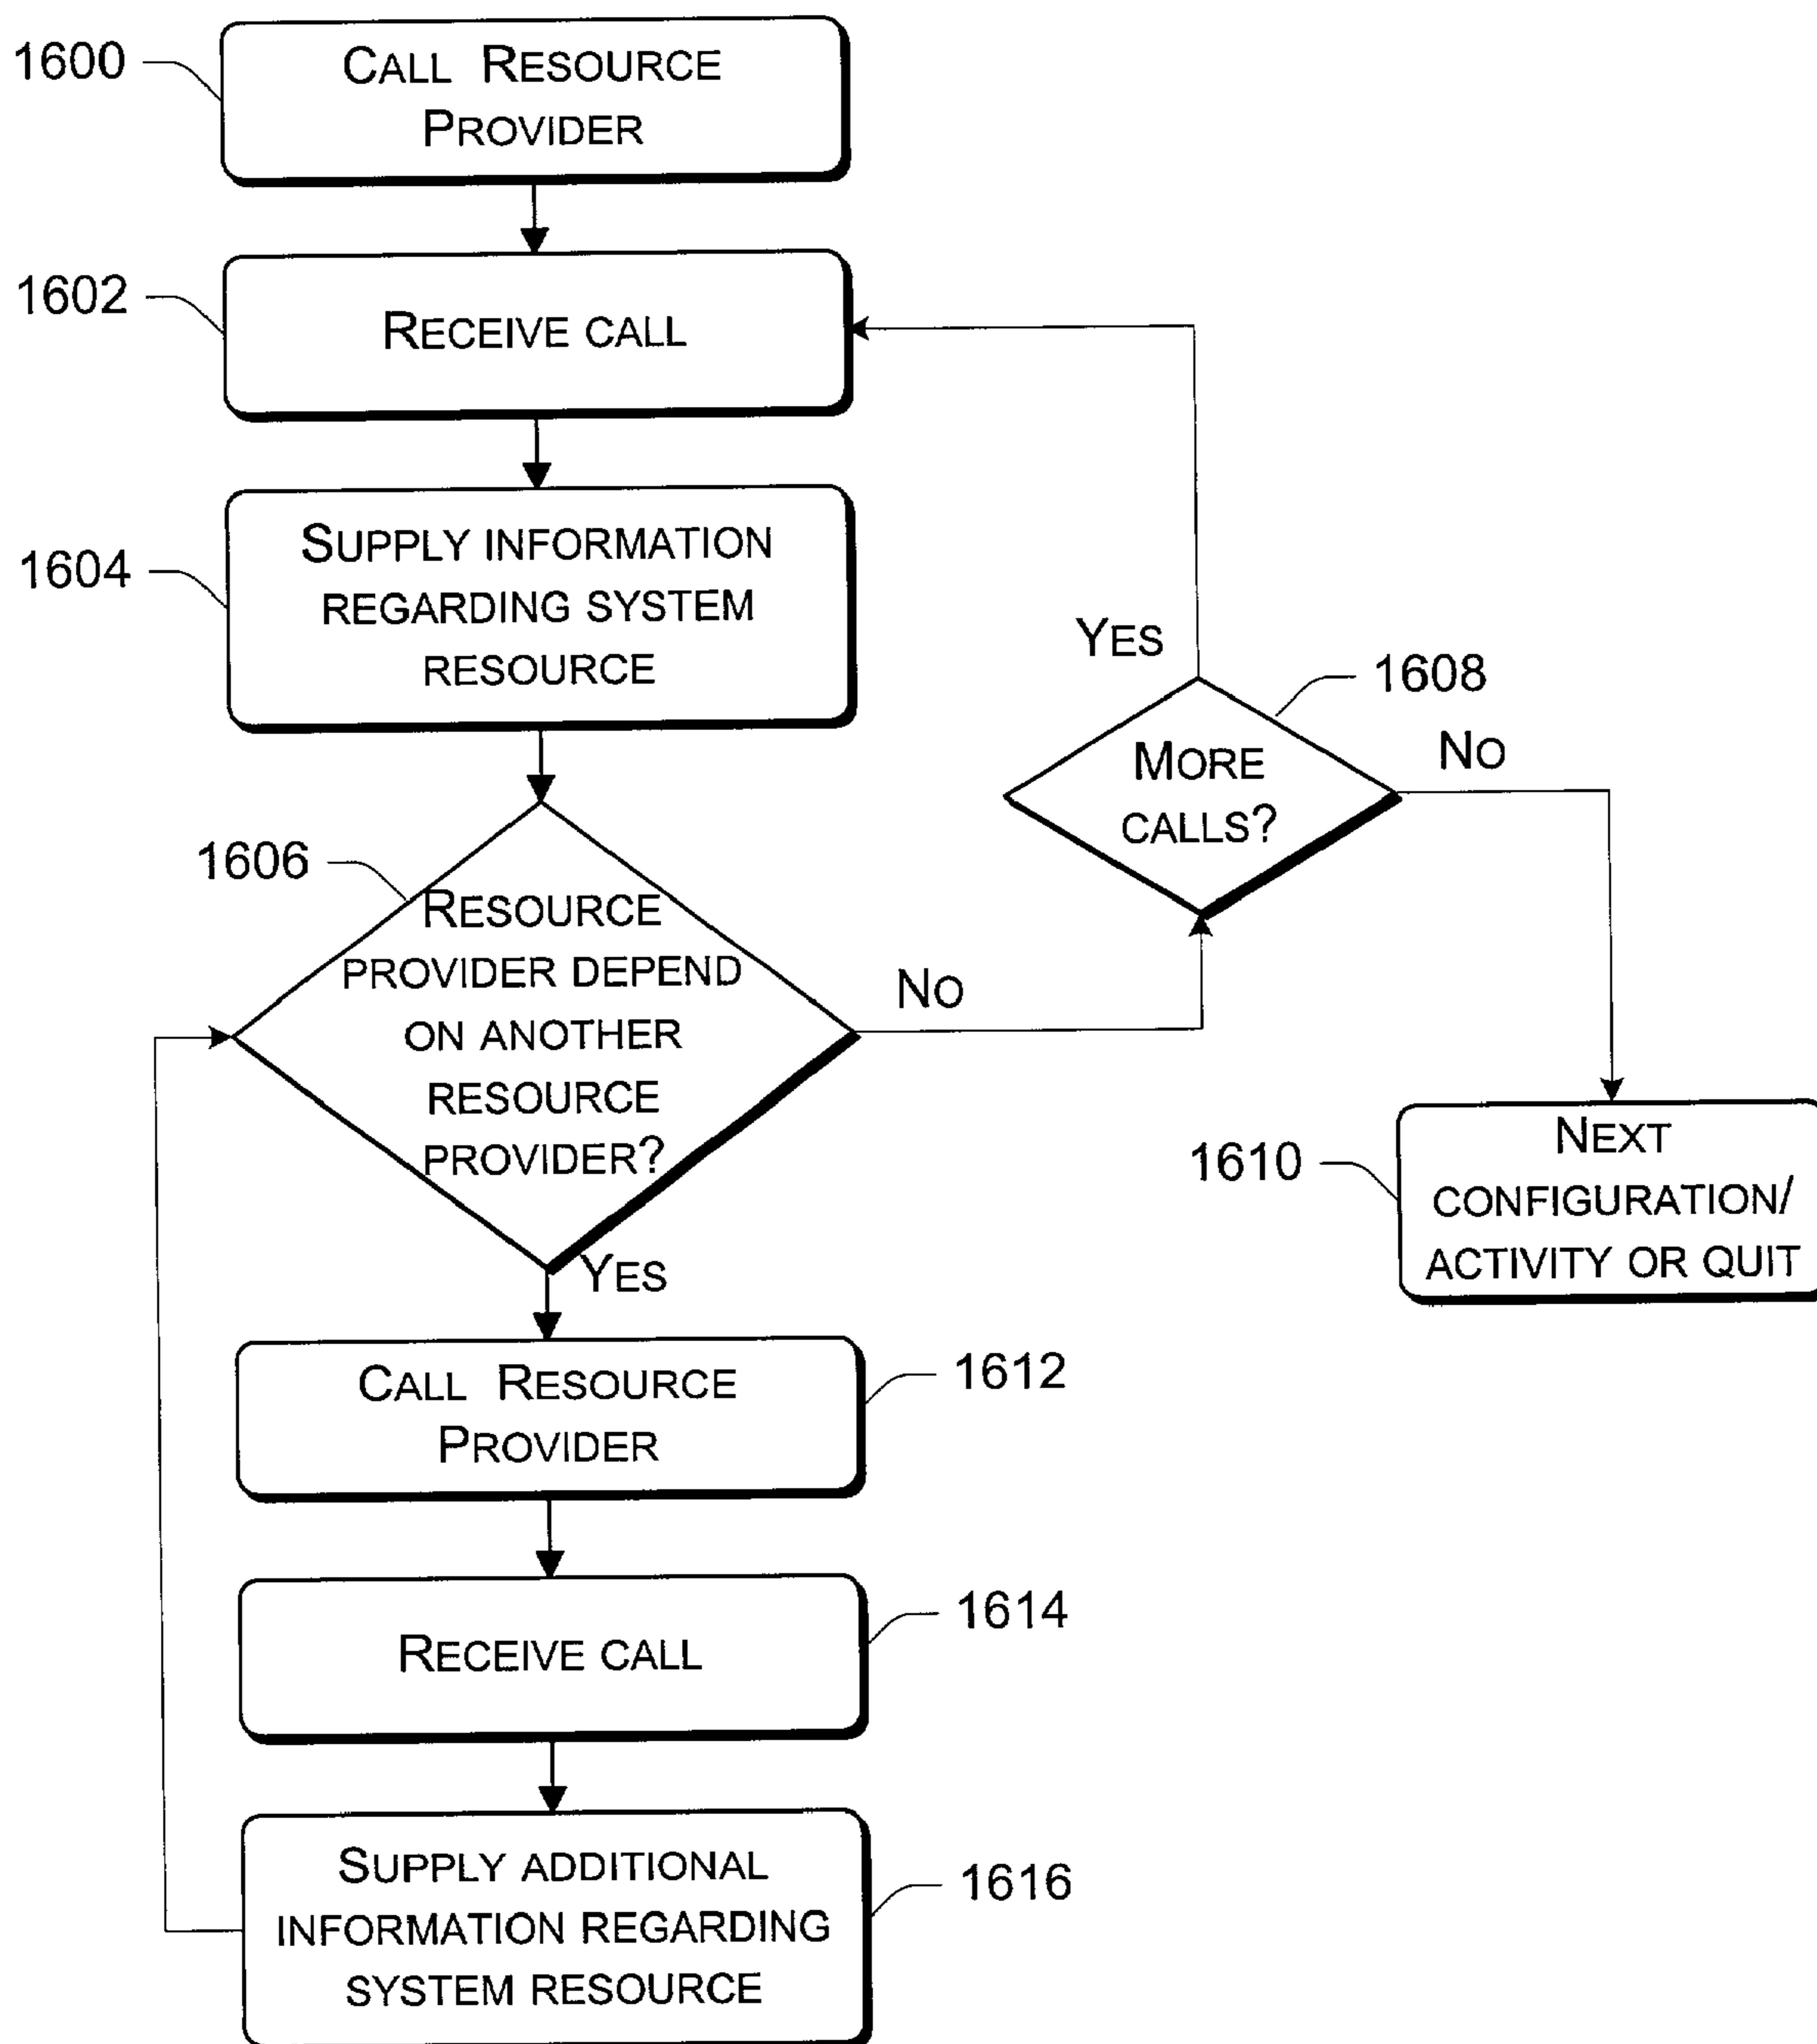 1600
CALL RESOURCE
PROVIDER
1602
RECEIVE CALL
1604
SUPPLY INFORMATION
REGARDING SYSTEM
RESOURCE
YES
1608
MORE
CALLS?
NO
1606
RESOURCE
PROVIDER DEPEND
ON ANOTHER
RESOURCE
PROVIDER?
NO
YES
1610
NEXT
CONFIGURATION/
ACTIVITY OR QUIT
CALL RESOURCE
PROVIDER
1612
RECEIVE CALL
1614
SUPPLY ADDITIONAL
INFORMATION REGARDING
SYSTEM RESOURCE
1616